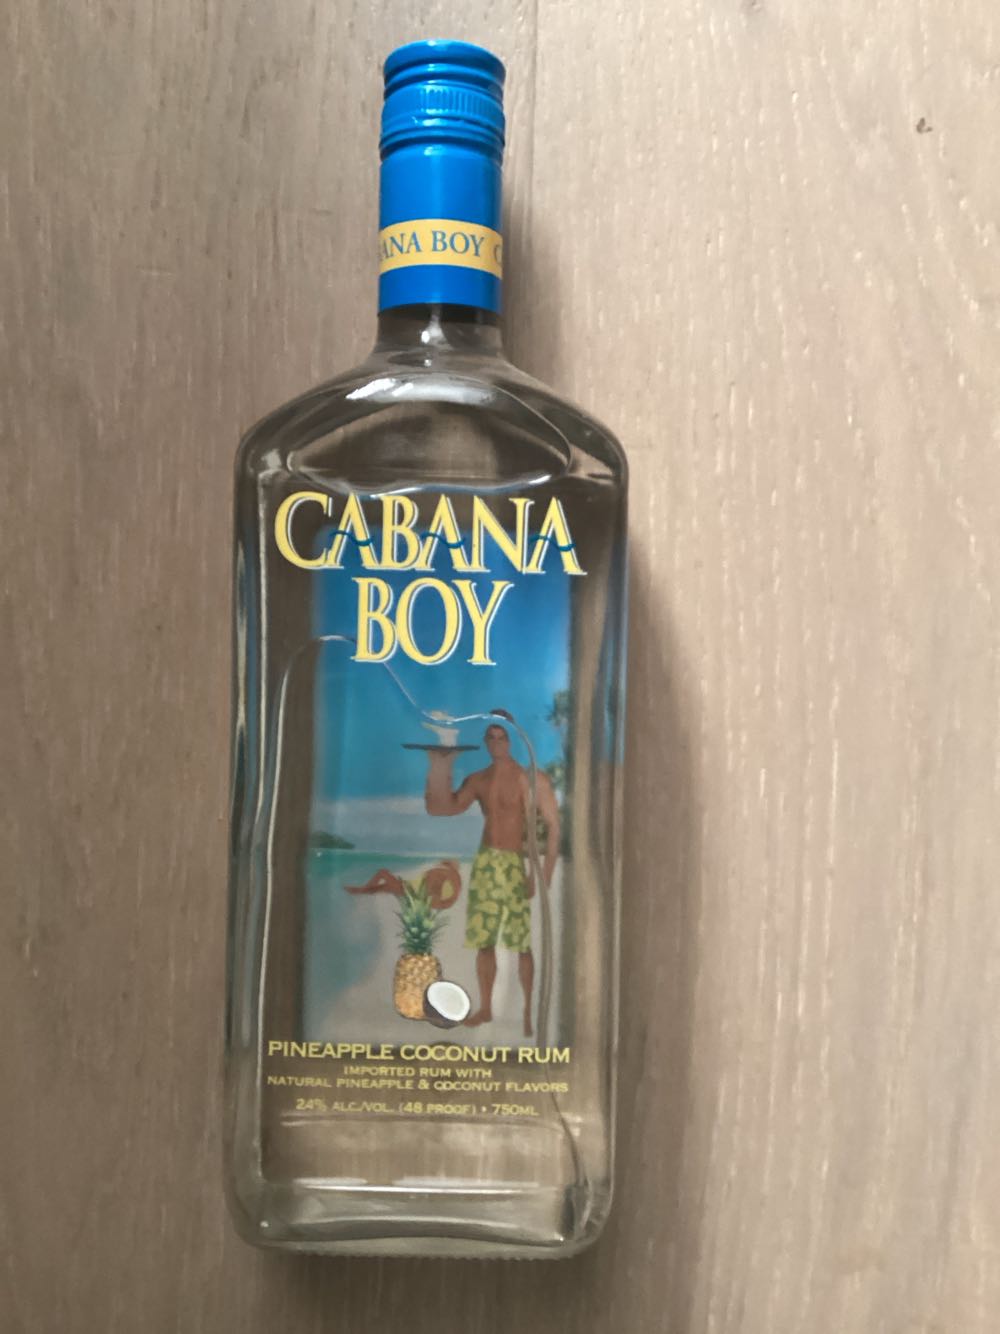 ANA BOY C
CABANA
BOY
PINEAPPLE COCONUT RUM
IMPORTED RUM WITH
NATURAL PINEAPPLE & COCONUT FLAVORS
24% ALC./VOL. (48 PROOF) • 750ML